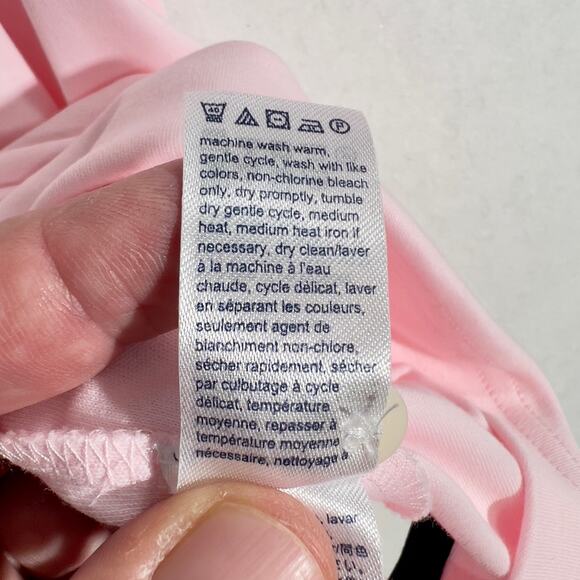 40 P
machine wash warm,
gentle cycle, wash with like
colors, non-chlorine bleach
only, dry promptly, tumble
dry gentle cycle, medium
heat, medium heat iron if
necessary, dry clean/laver
à la machine à l'eau
chaude, cycle délicat, laver
en séparant les couleurs,
seulement agent de
blanchiment non-chlore,
sécher rapidement, sécher
par culbutage à cycle
délicat, température
moyenne, repasser à
température moyenne
nécessaire, nettoyage à
lavar